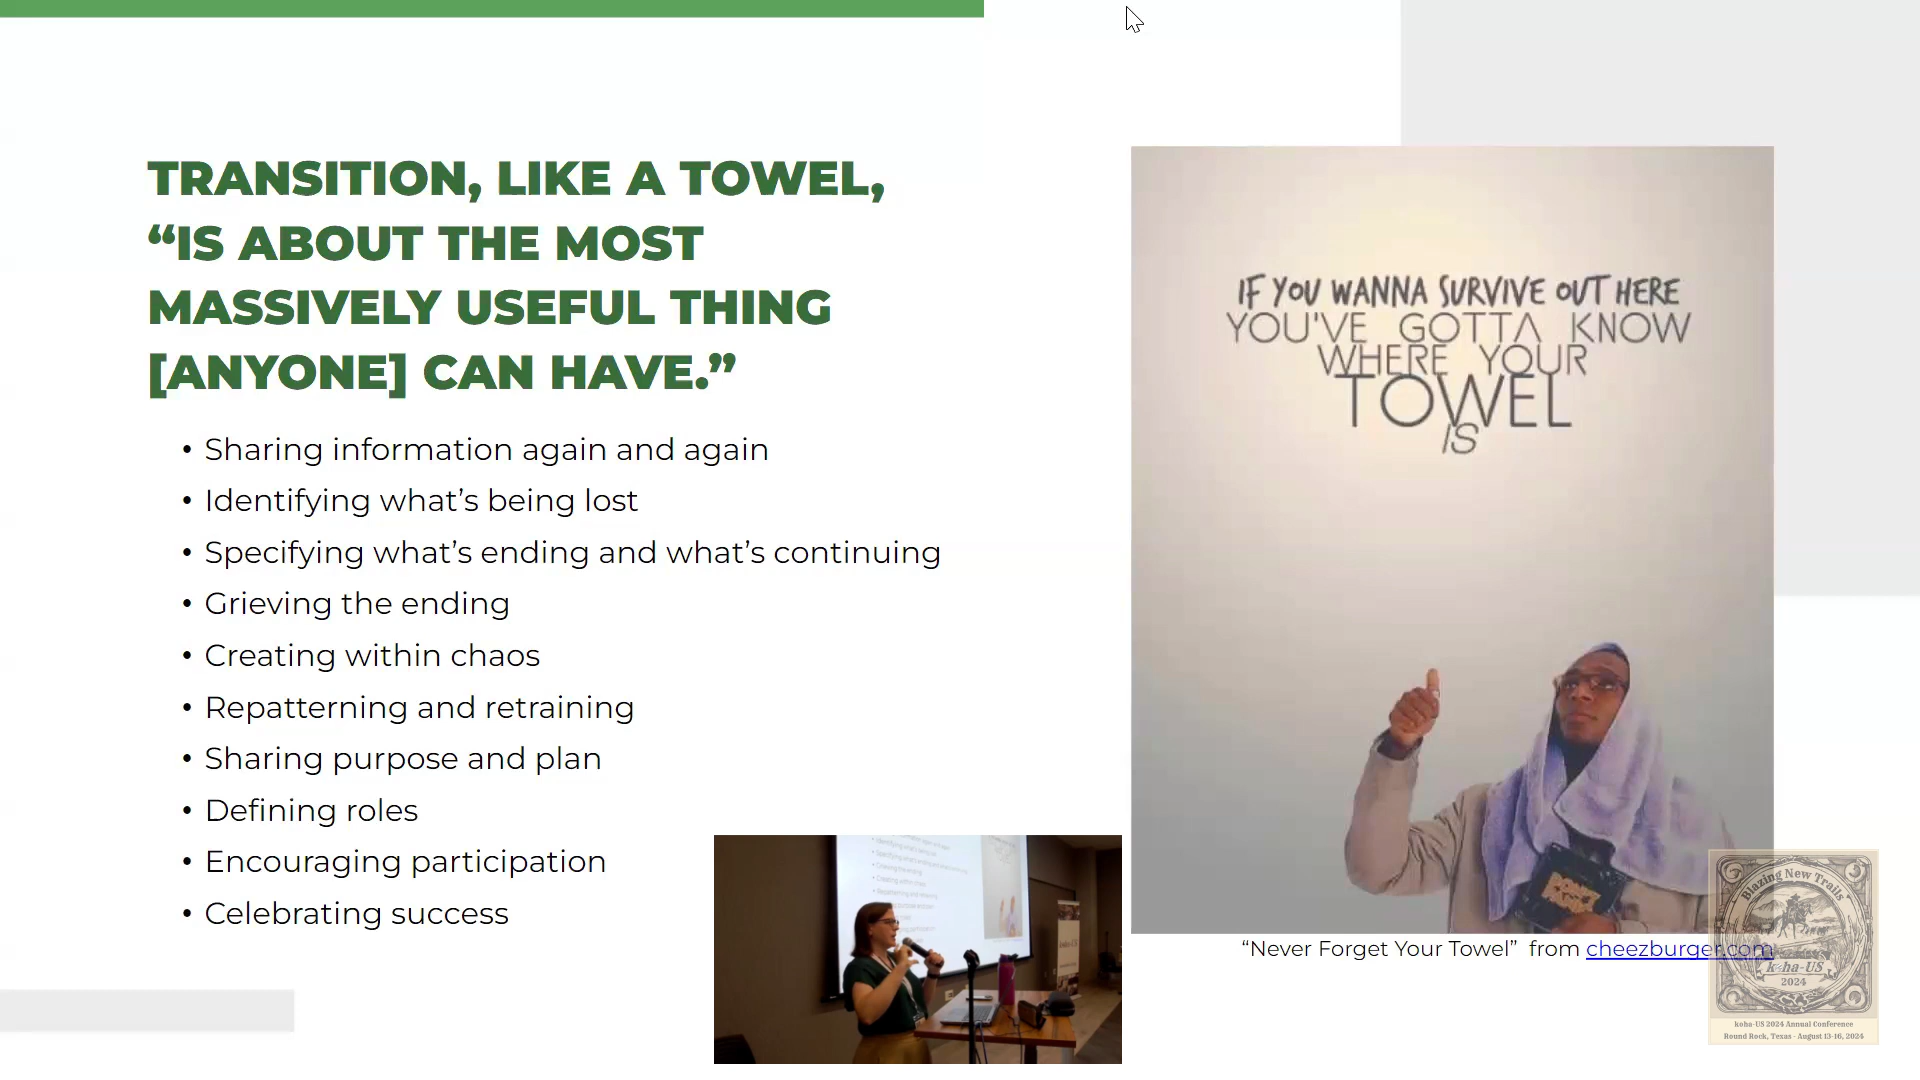 TRANSITION, LIKE A TOWEL,
“IS ABOUT THE MOST
MASSIVELY USEFUL THING
[ANYONE] CAN HAVE.”
• Sharing information again and again
• Identifying what’s being lost
• Specifying what’s ending and what’s continuing
• Grieving the ending
• Creating within chaos
• Repatterning and retraining
• Sharing purpose and plan
• Defining roles
• Encouraging participation
• Celebrating success
IF YOU WANNA SURVIVE OUT HERE
YOU'VE GOTTA KNOW
WHERE YOUR
TOWEL
IS
DON'T
PANIC
“Never Forget Your Towel” from cheezburger.com
Blazing New Trails
koha-US
2024
koha-US 2024 Annual Conference
Round Rock, Texas - August 13-16, 2024